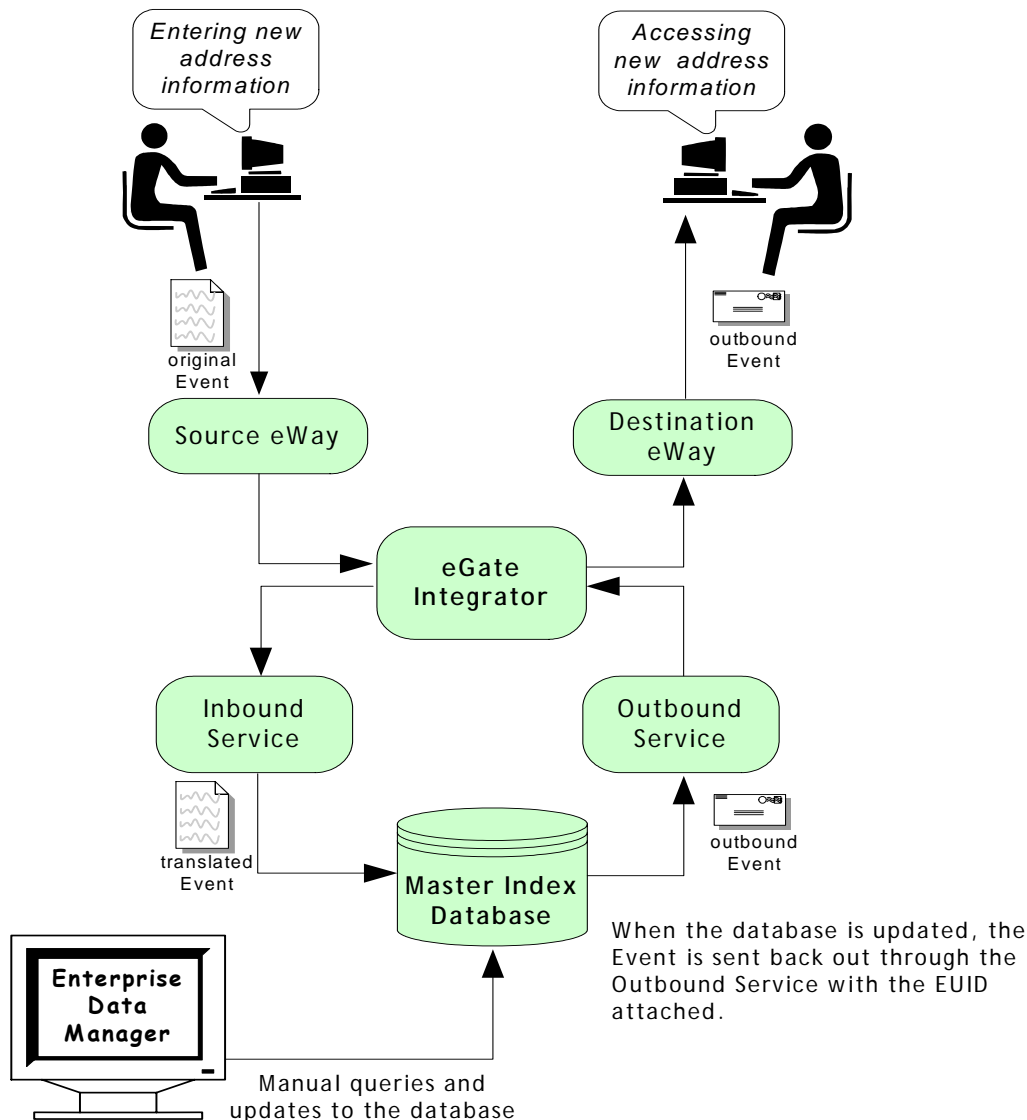 Entering new
address
information
Accessing
new address
information
original
Event
outbound
Event
Source eWay
Destination
eWay
eGate
Integrator
Inbound
Service
Outbound
Service
translated
Event
outbound
Event
Master Index
Database
When the database is updated, the
Event is sent back out through the
Outbound Service with the EUID
attached.
Enterprise
Data
Manager
Manual queries and
updates to the database